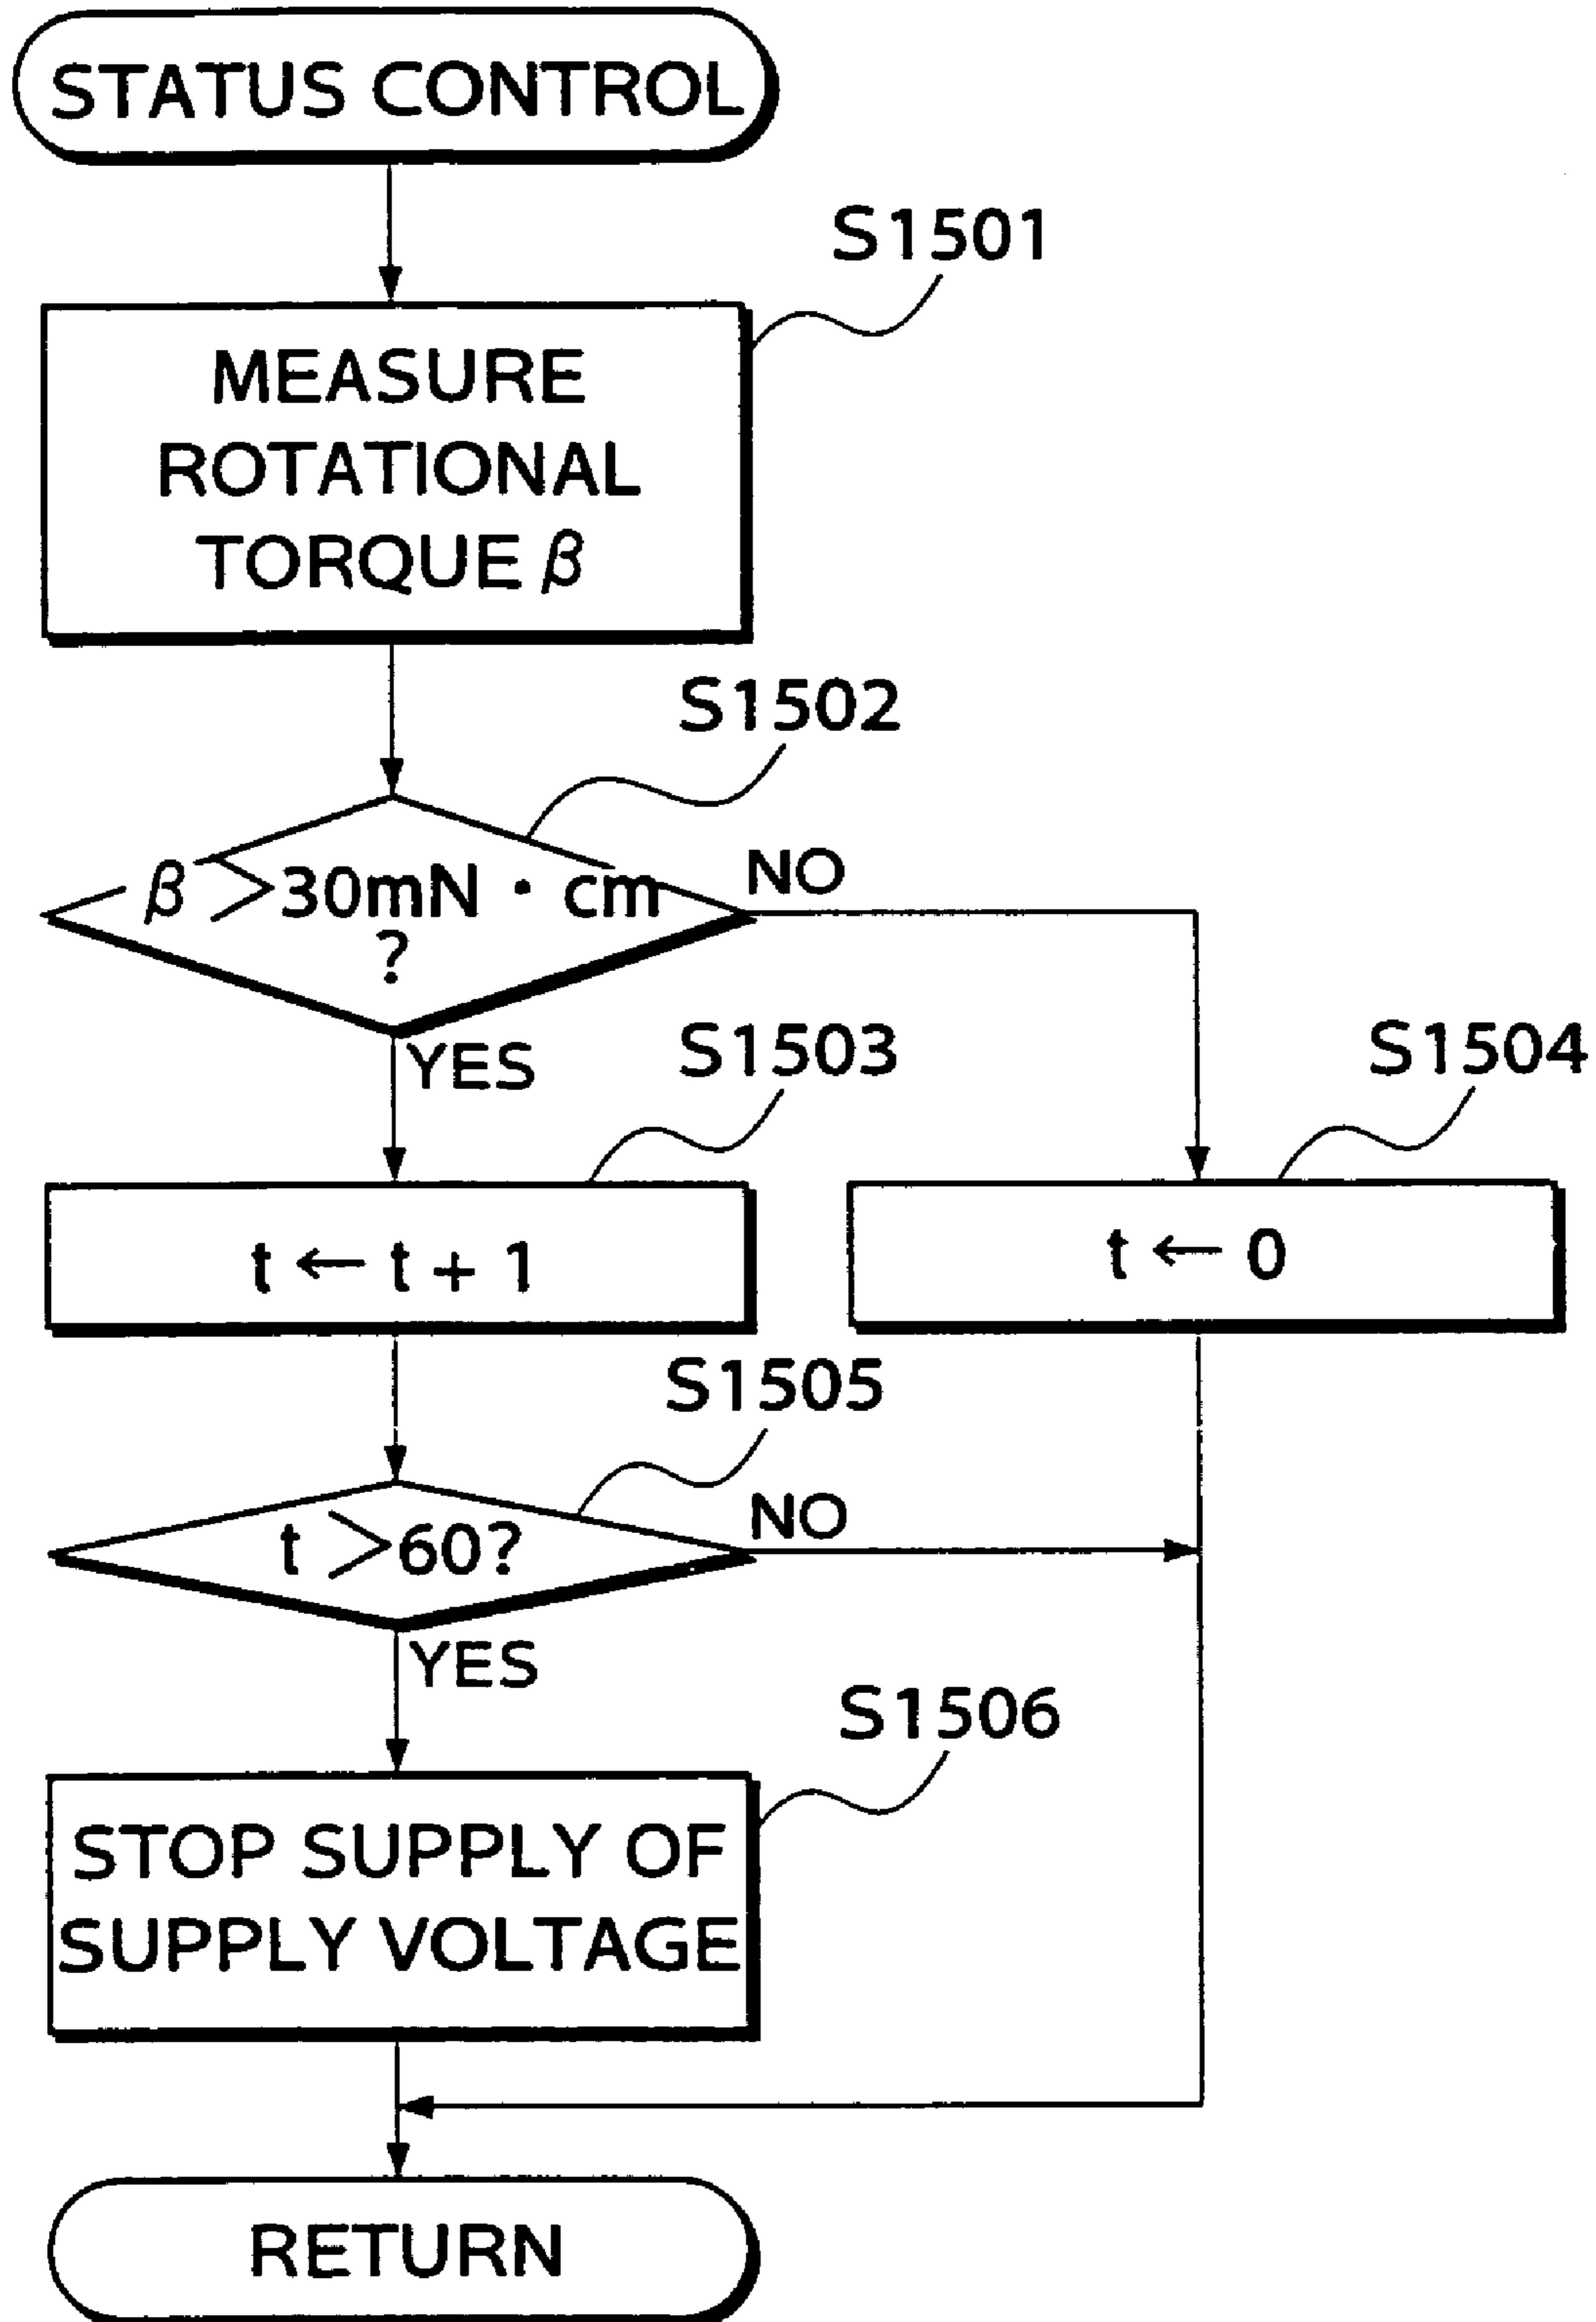 STATUS CONTROL
S1501
MEASURE
ROTATIONAL
TORQUE β
S1502
β > 30mN · cm
?
NO
YES
S1503
S1504
t ← t + 1
t ← 0
S1505
t > 60?
NO
YES
S1506
STOP SUPPLY OF
SUPPLY VOLTAGE
RETURN